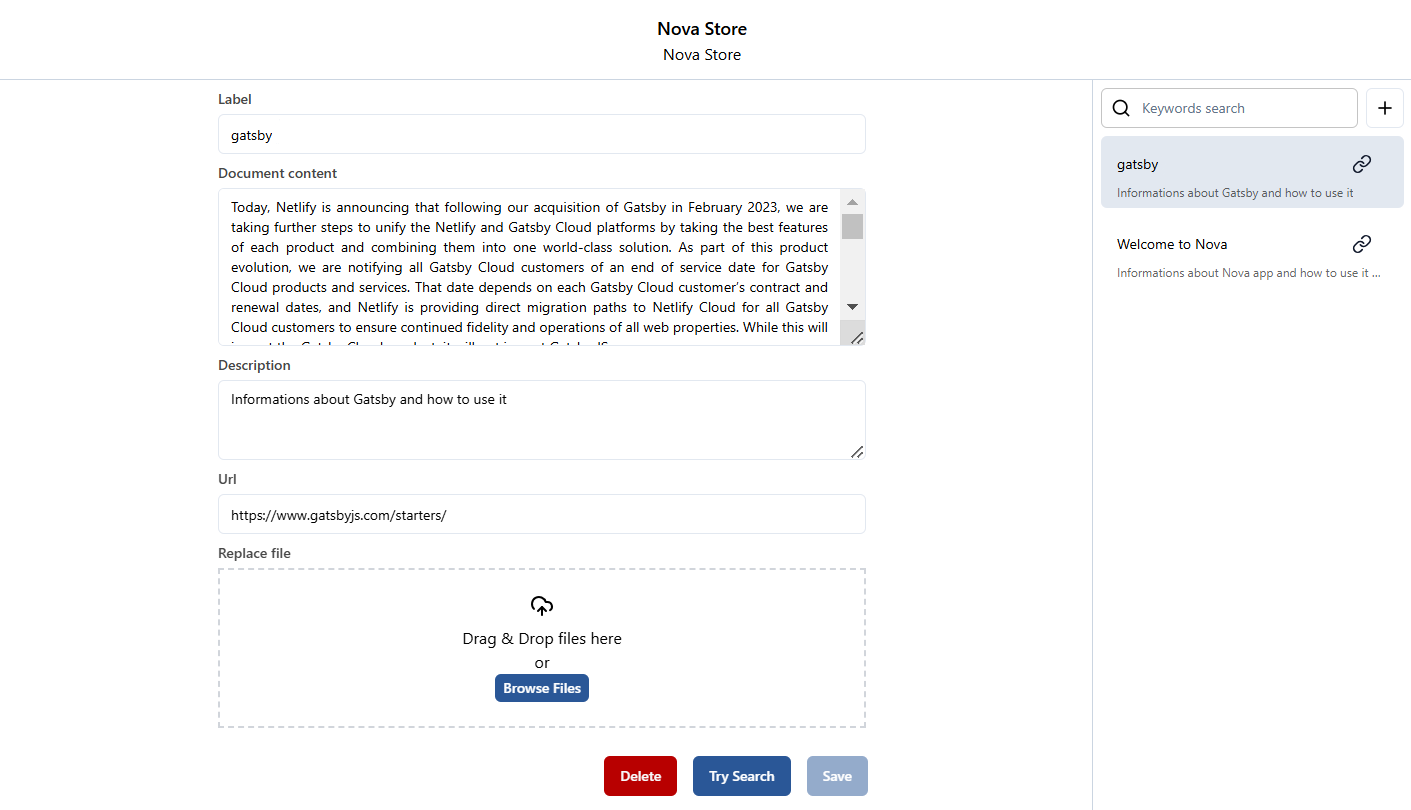 Nova Store
Nova Store
Label
gatsby
Document content
Today, Netlify is announcing that following our acquisition of Gatsby in February 2023, we are
taking further steps to unify the Netlify and Gatsby Cloud platforms by taking the best features
of each product and combining them into one world-class solution. As part of this product
evolution, we are notifying all Gatsby Cloud customers of an end of service date for Gatsby
Cloud products and services. That date depends on each Gatsby Cloud customer's contract and
renewal dates, and Netlify is providing direct migration paths to Netlify Cloud for all Gatsby
Cloud customers to ensure continued fidelity and operations of all web properties. While this will
Description
Informations about Gatsby and how to use it
Url
https://www.gatsbyjs.com/starters/
Replace file
Drag & Drop files here
or
Browse Files
Delete
Try Search
Save
Keywords search
gatsby
Informations about Gatsby and how to use it
Welcome to Nova
Informations about Nova app and how to use it ...